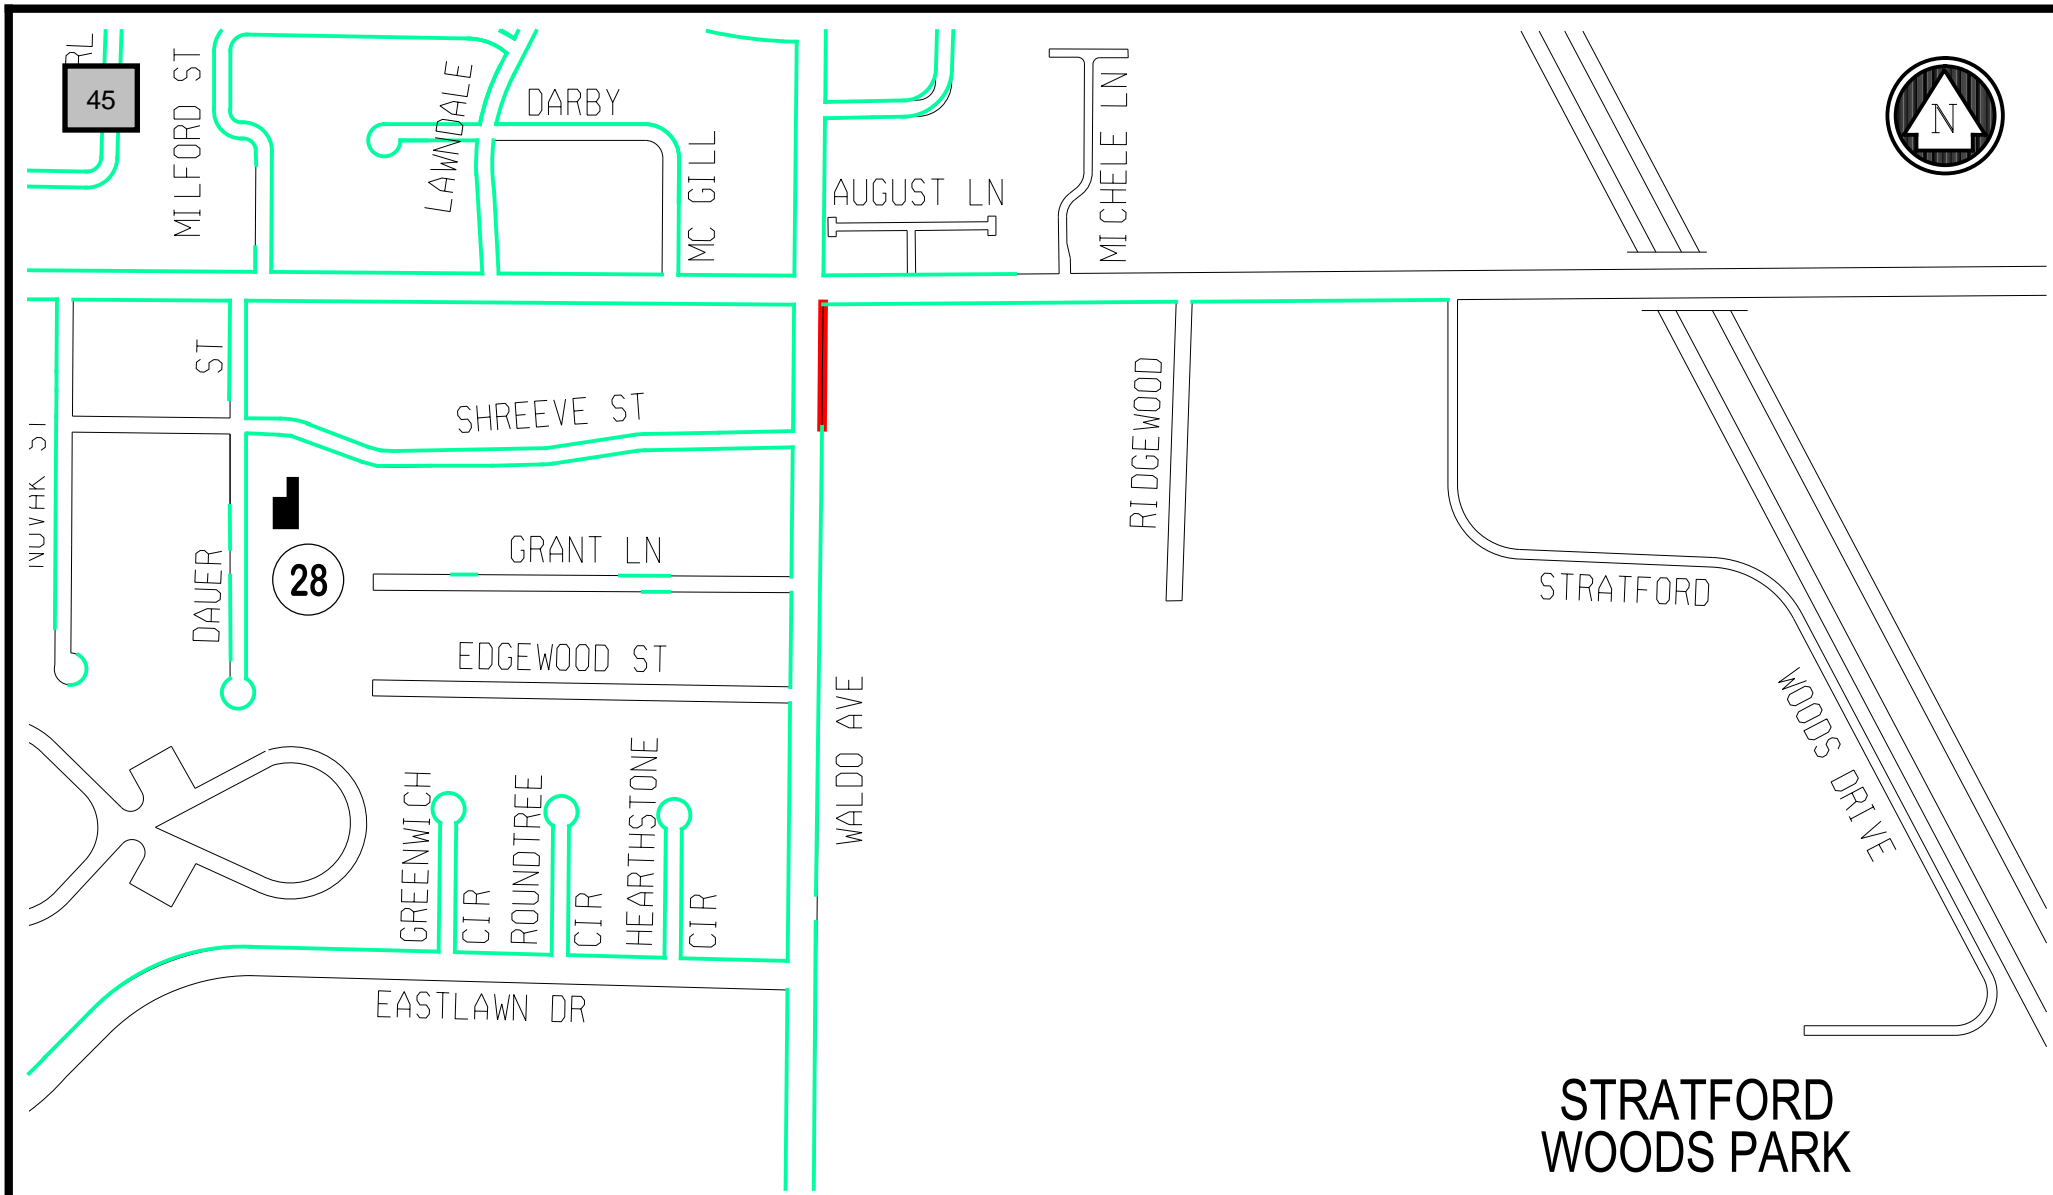 RL
45
MILFORD ST
LAWNDALE
DARBY
MC GILL
AUGUST LN
MICHELE LN
N
ST
SHREEVE ST
RIDGEWOOD
DAUER
28
GRANT LN
STRATFORD
EDGEWOOD ST
WALDO AVE
WOODS DRIVE
GREENWICH
CIR
ROUNDTREE
CIR
HEARTHSTONE
CIR
EASTLAWN DR
STRATFORD
WOODS PARK